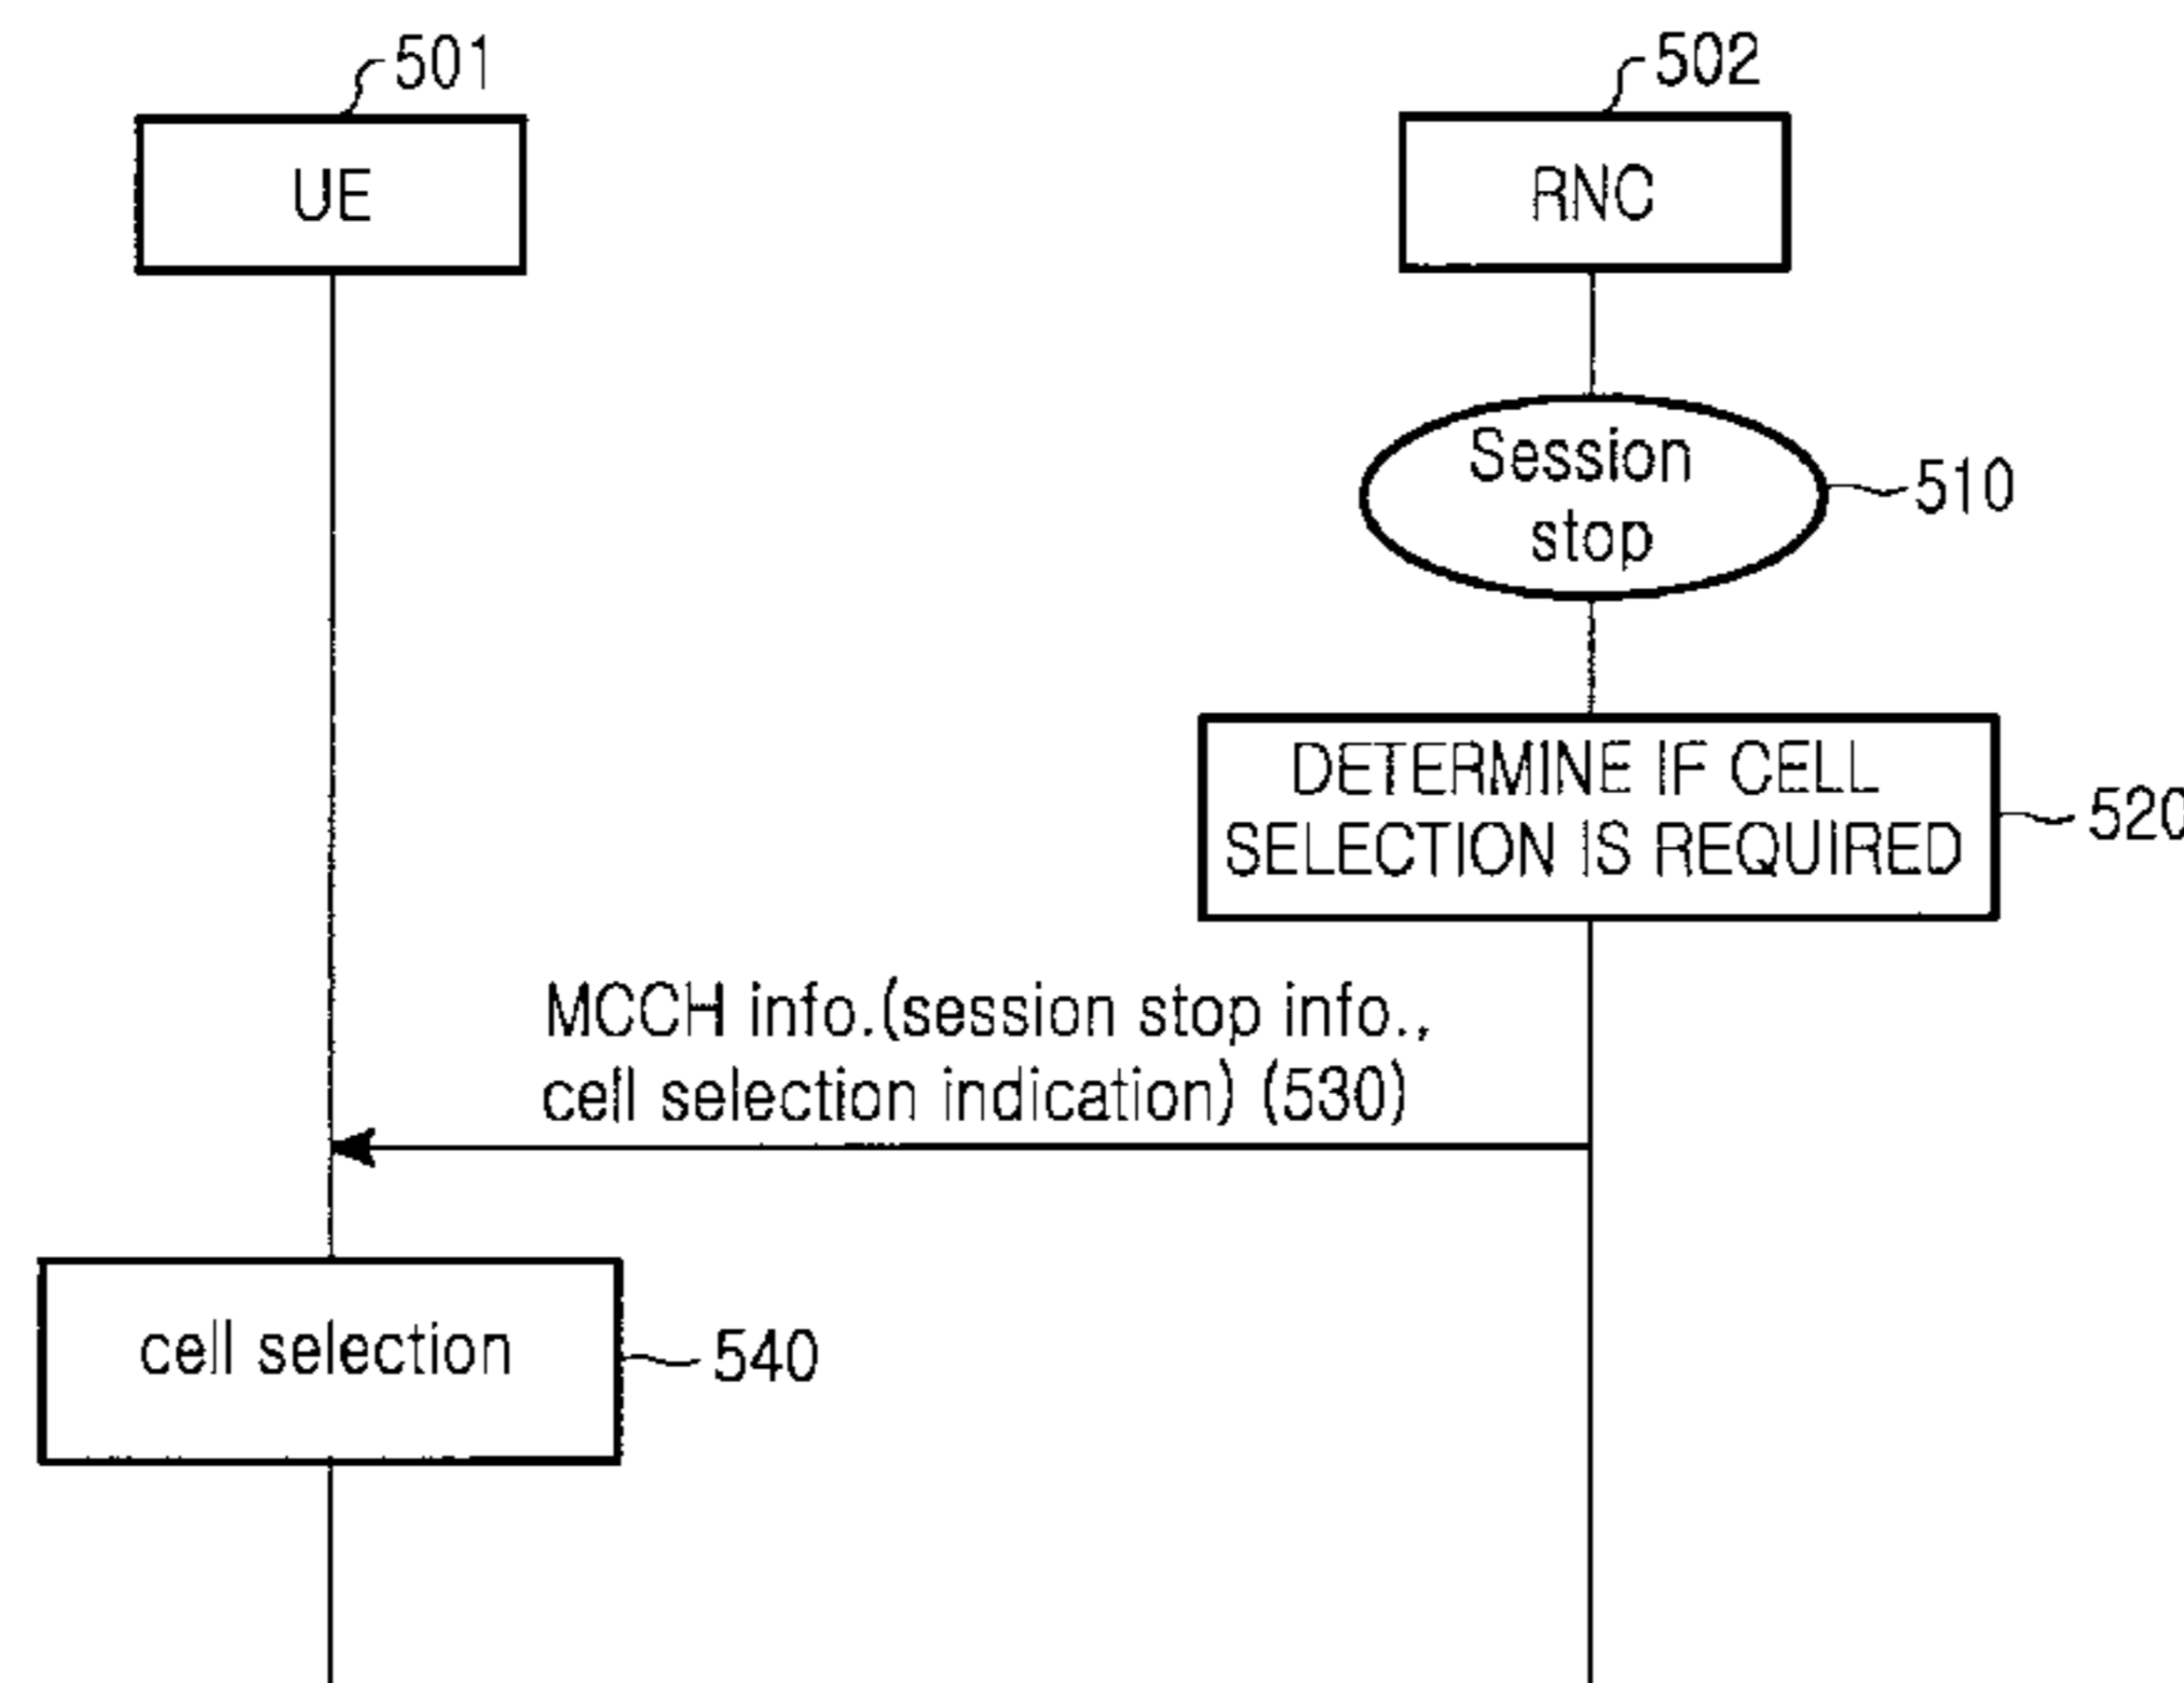 501
502
UE
RNC
Session
stop
510
DETERMINE IF CELL
SELECTION IS REQUIRED
520
MCCH info.(session stop info.,
cell selection indication) (530)
cell selection
540